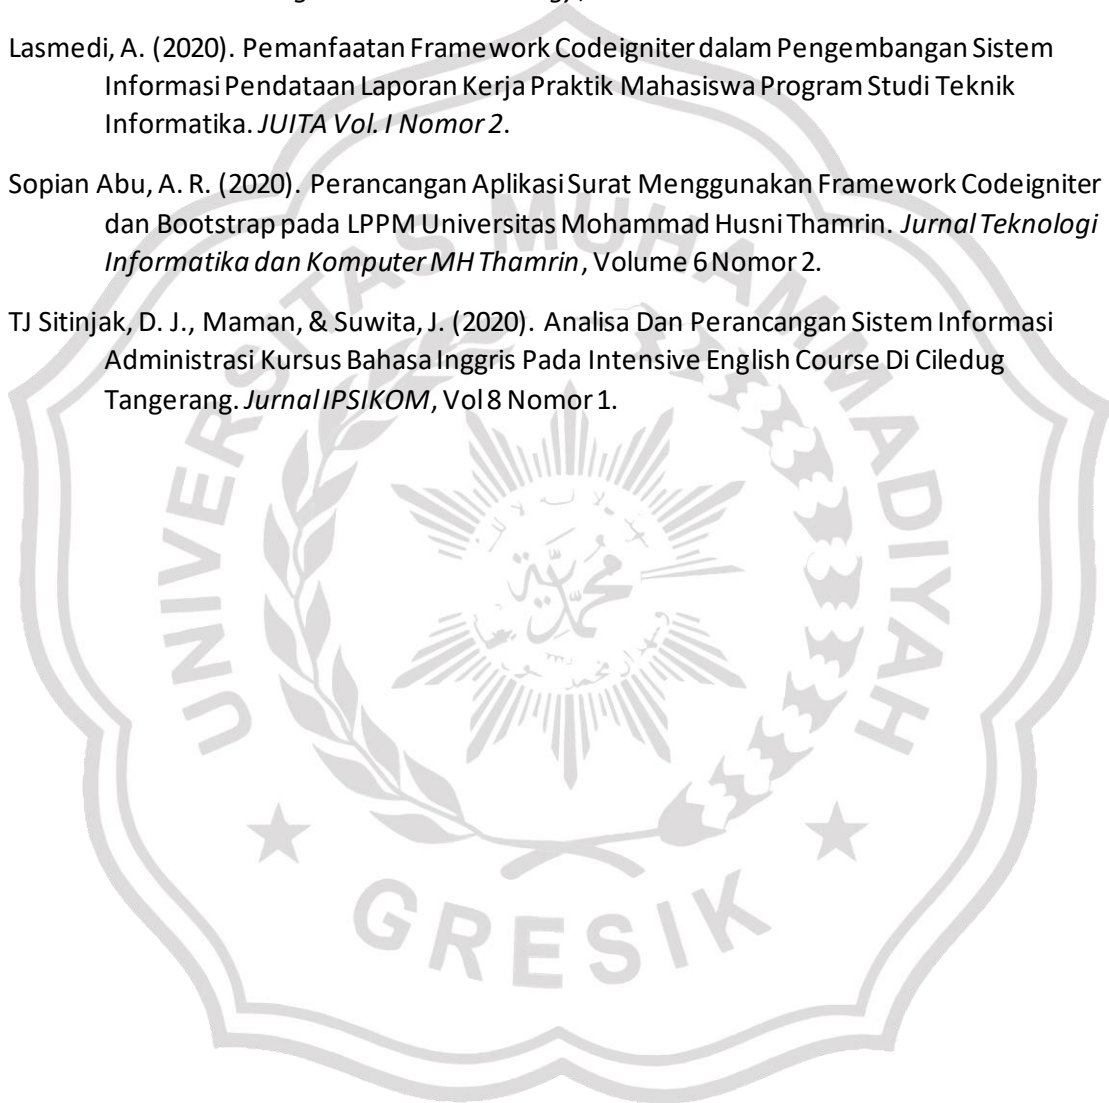 Lasmedi, A. (2020). Pemanfaatan Framework Codeigniter dalam Pengembangan Sistem
Informasi Pendataan Laporan Kerja Praktik Mahasiswa Program Studi Teknik
Informatika. JUITA Vol. I Nomor 2.
Sopian Abu, A. R. (2020). Perancangan Aplikasi Surat Menggunakan Framework Codeigniter
dan Bootstrap pada LPPM Universitas Mohammad Husni Thamrin. Jurnal Teknologi
Informatika dan Komputer MH Thamrin, Volume 6 Nomor 2.
TJ Sitinjak, D. J., Maman, & Suwita, J. (2020). Analisa Dan Perancangan Sistem Informasi
Administrasi Kursus Bahasa Inggris Pada Intensive English Course Di Ciledug
Tangerang. Jurnal IPSIKOM, Vol 8 Nomor 1.
UNIVERSITAS MUHAMMADIYAH
محمدية
GRESIK